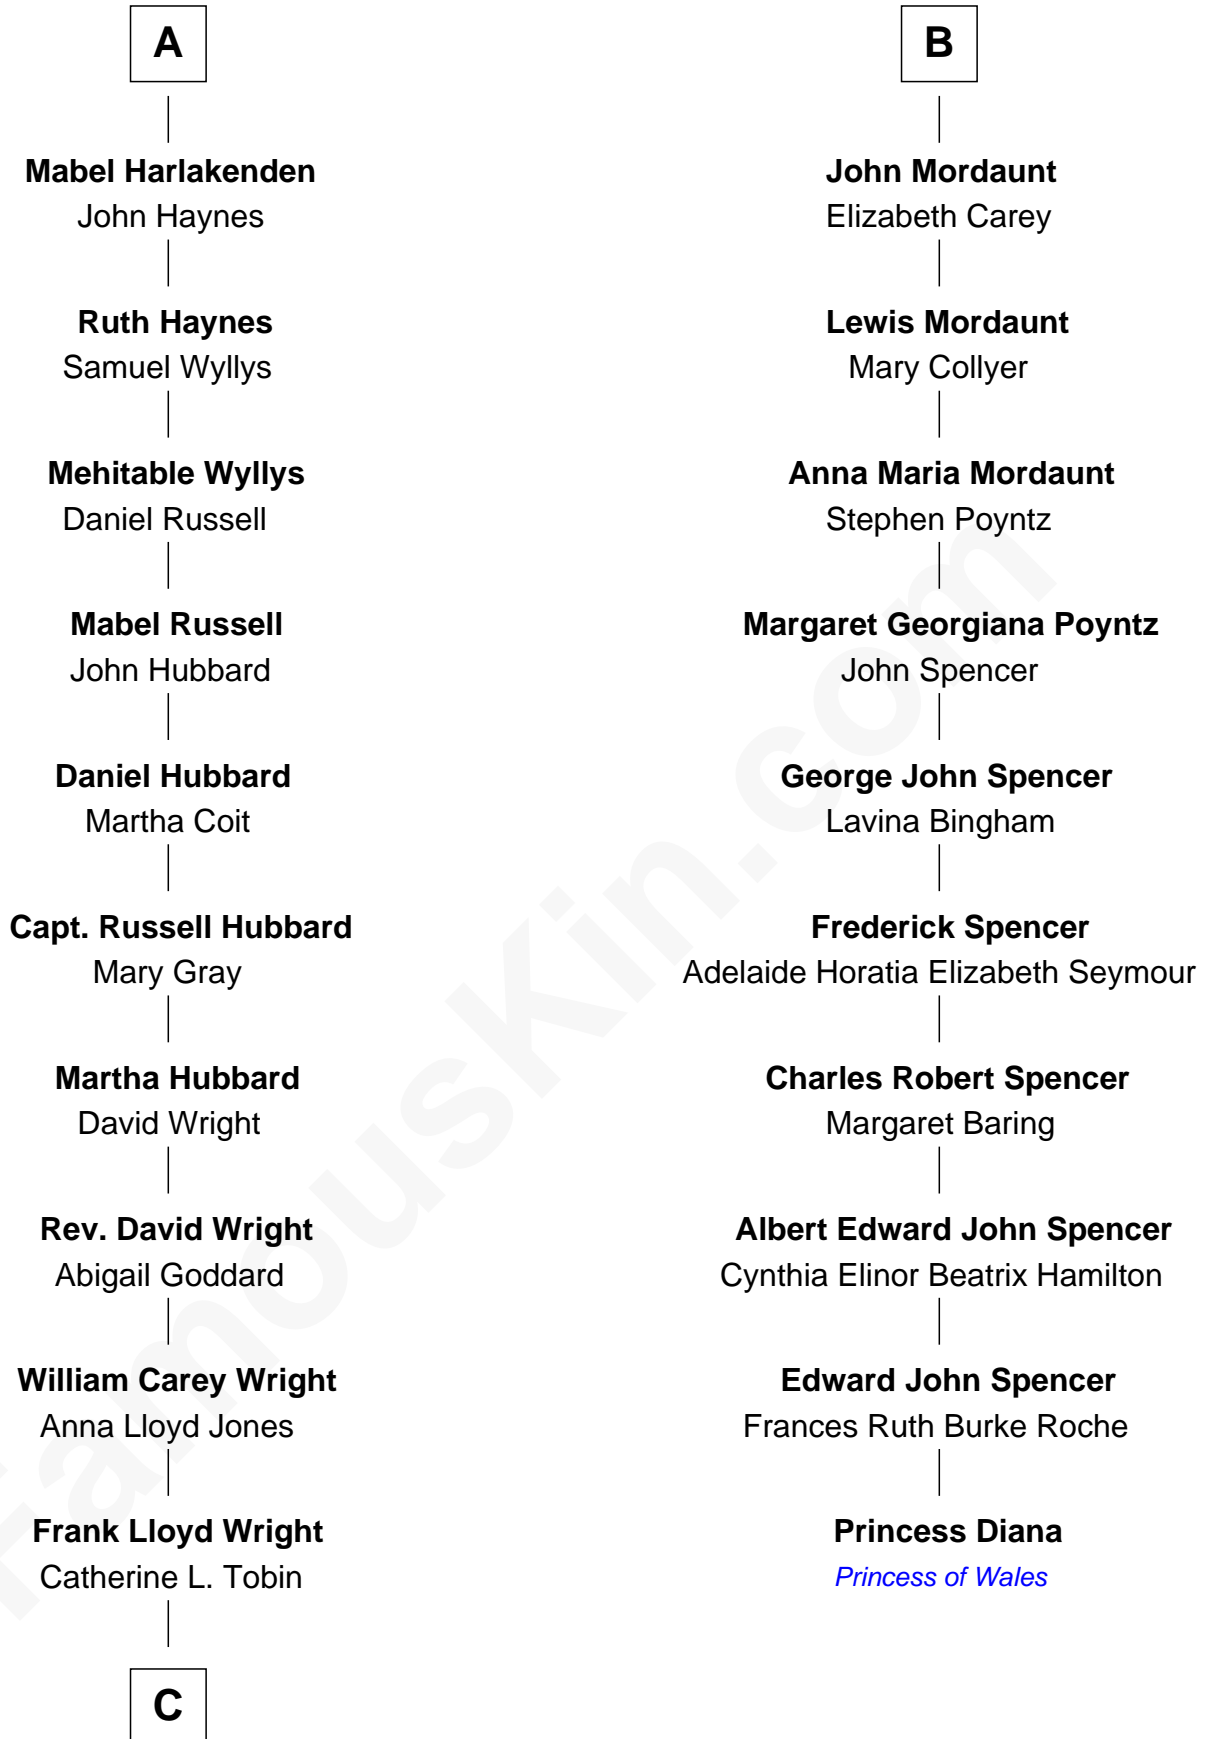 A
Mabel Harlakenden
John Haynes
Ruth Haynes
Samuel Wyllys
Mehitable Wyllys
Daniel Russell
Mabel Russell
John Hubbard
Daniel Hubbard
Martha Coit
Capt. Russell Hubbard
Mary Gray
Martha Hubbard
David Wright
Rev. David Wright
Abigail Goddard
William Carey Wright
Anna Lloyd Jones
Frank Lloyd Wright
Catherine L. Tobin
C
B
John Mordaunt
Elizabeth Carey
Lewis Mordaunt
Mary Collyer
Anna Maria Mordaunt
Stephen Poyntz
Margaret Georgiana Poyntz
John Spencer
George John Spencer
Lavina Bingham
Frederick Spencer
Adelaide Horatia Elizabeth Seymour
Charles Robert Spencer
Margaret Baring
Albert Edward John Spencer
Cynthia Elinor Beatrix Hamilton
Edward John Spencer
Frances Ruth Burke Roche
Princess Diana
Princess of Wales
FamousKin.com